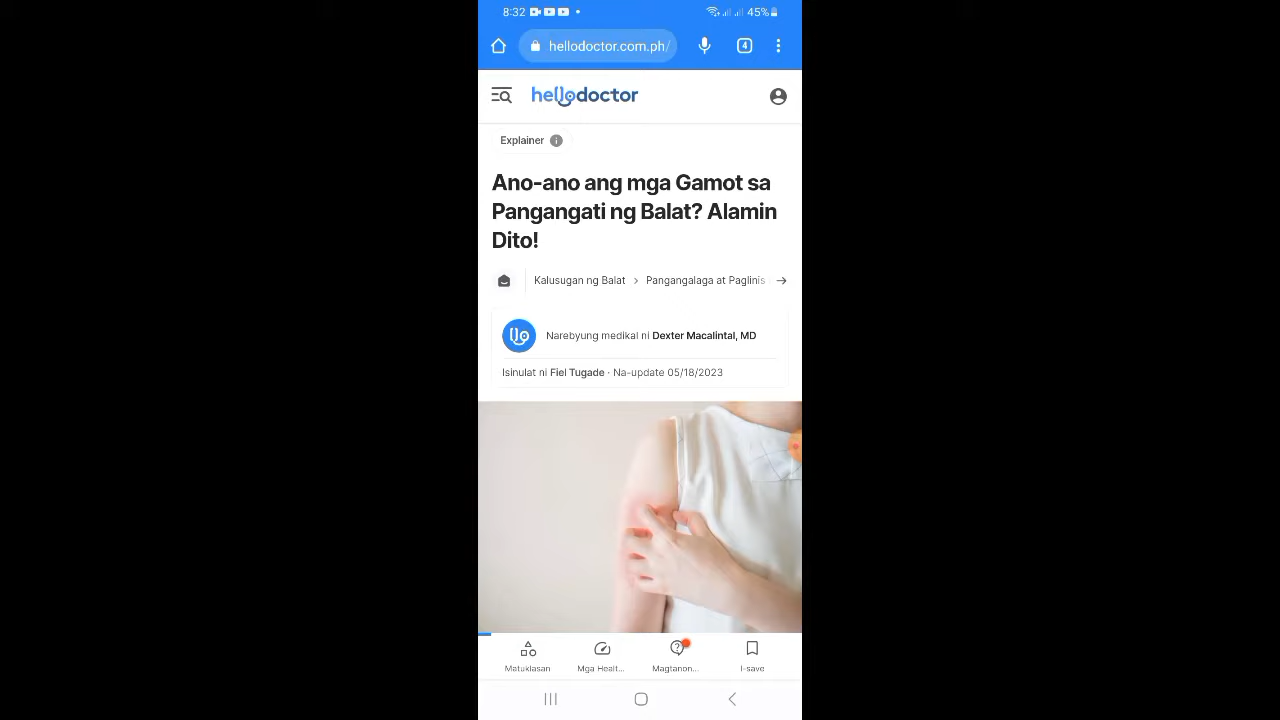 8:32
45%
hellodoctor.com.ph/
4
hellodoctor
Explainer
Ano-ano ang mga Gamot sa
Pangangati ng Balat? Alamin
Dito!
Kalusugan ng Balat > Pangangalaga at Paglinis
Narebyung medikal ni Dexter Macalintal, MD
Isinulat ni Fiel Tugade · Na-update 05/18/2023
Matuklasan
Mga Healt...
Magtanon...
I-save